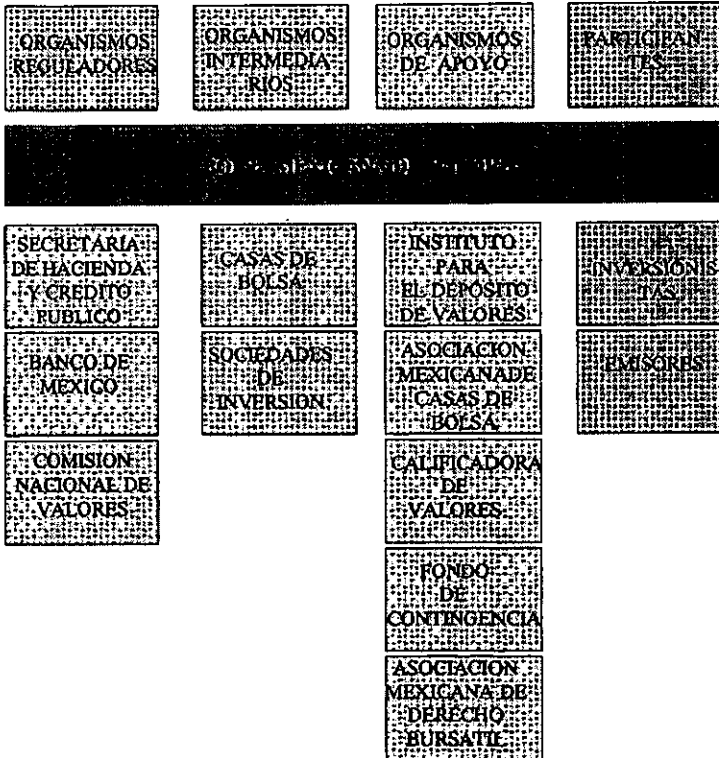 ORGANISMOS
REGULADORES
ORGANISMOS
INTERMEDIA
RIOS
ORGANISMOS
DE APOYO
PARTICIPAN
TES
SECRETARIA
DE HACIENDA
Y CREDITO
PUBLICO
BANCO DE
MEXICO
COMISION
NACIONAL DE
VALORES
CASAS DE
BOLSA
SOCIEDADES
DE
INVERSION
INSTITUTO
PARA
EL DEPOSITO
DE VALORES
ASOCIACION
MEXICANADE
CASAS DE
BOLSA
CALIFICADORA
DE
VALORES
FONDO
DE
CONTINGENCIA
ASOCIACION
MEXICANA DE
DERECHO
BURSATIL
INVERSIONIS
TAS
EMISORES